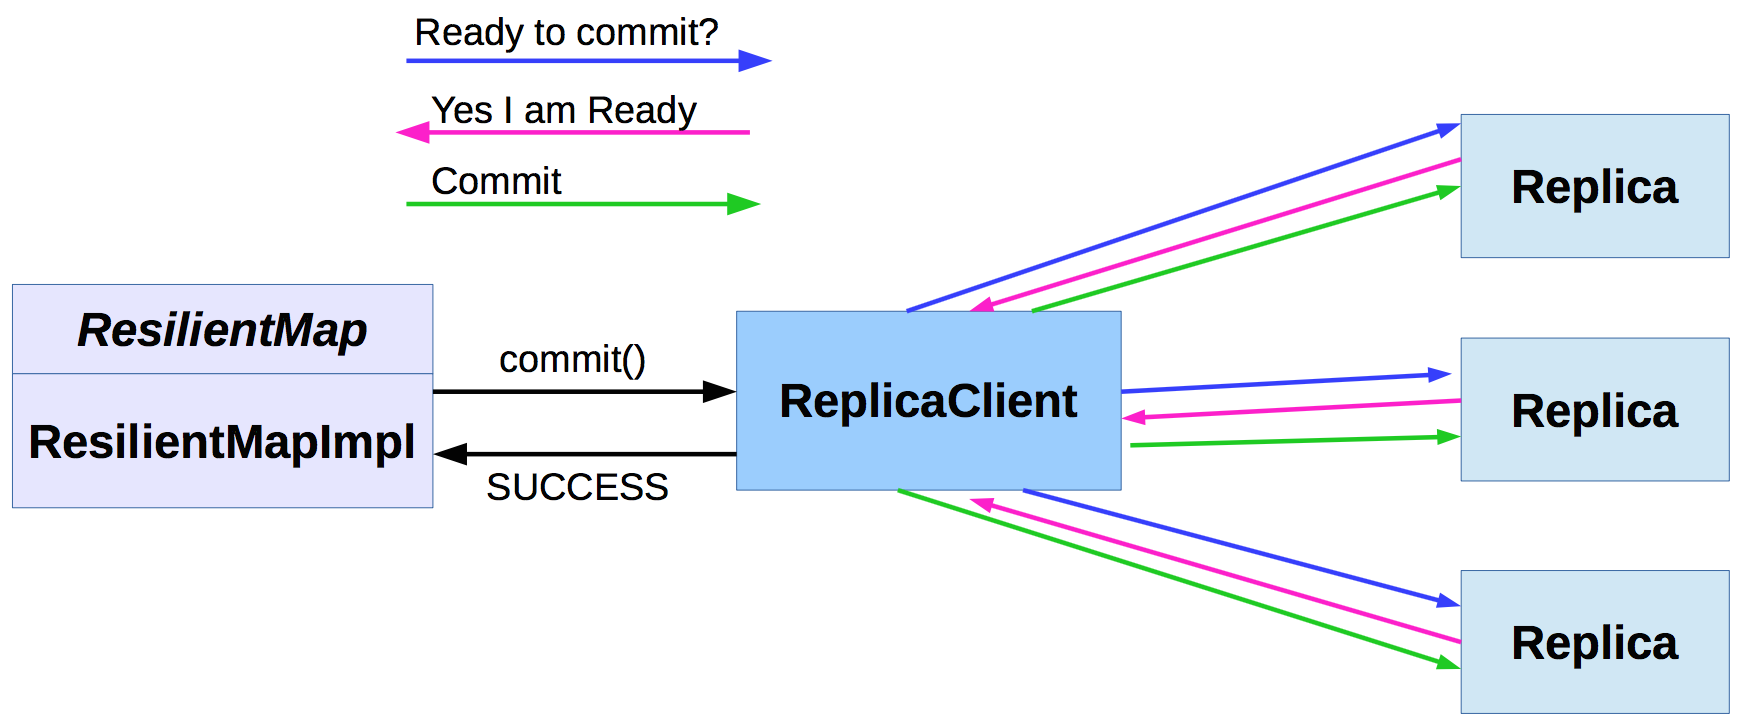 Ready to commit?
Yes I am Ready
Commit
ResilientMap
ResilientMapImpl
commit()
SUCCESS
ReplicaClient
Replica
Replica
Replica